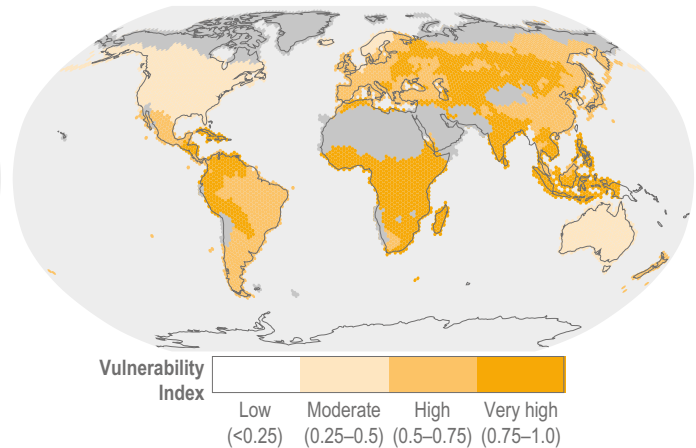 Vulnerability
Index
Low Moderate High Very high
(<0.25) (0.25–0.5) (0.5–0.75) (0.75–1.0)